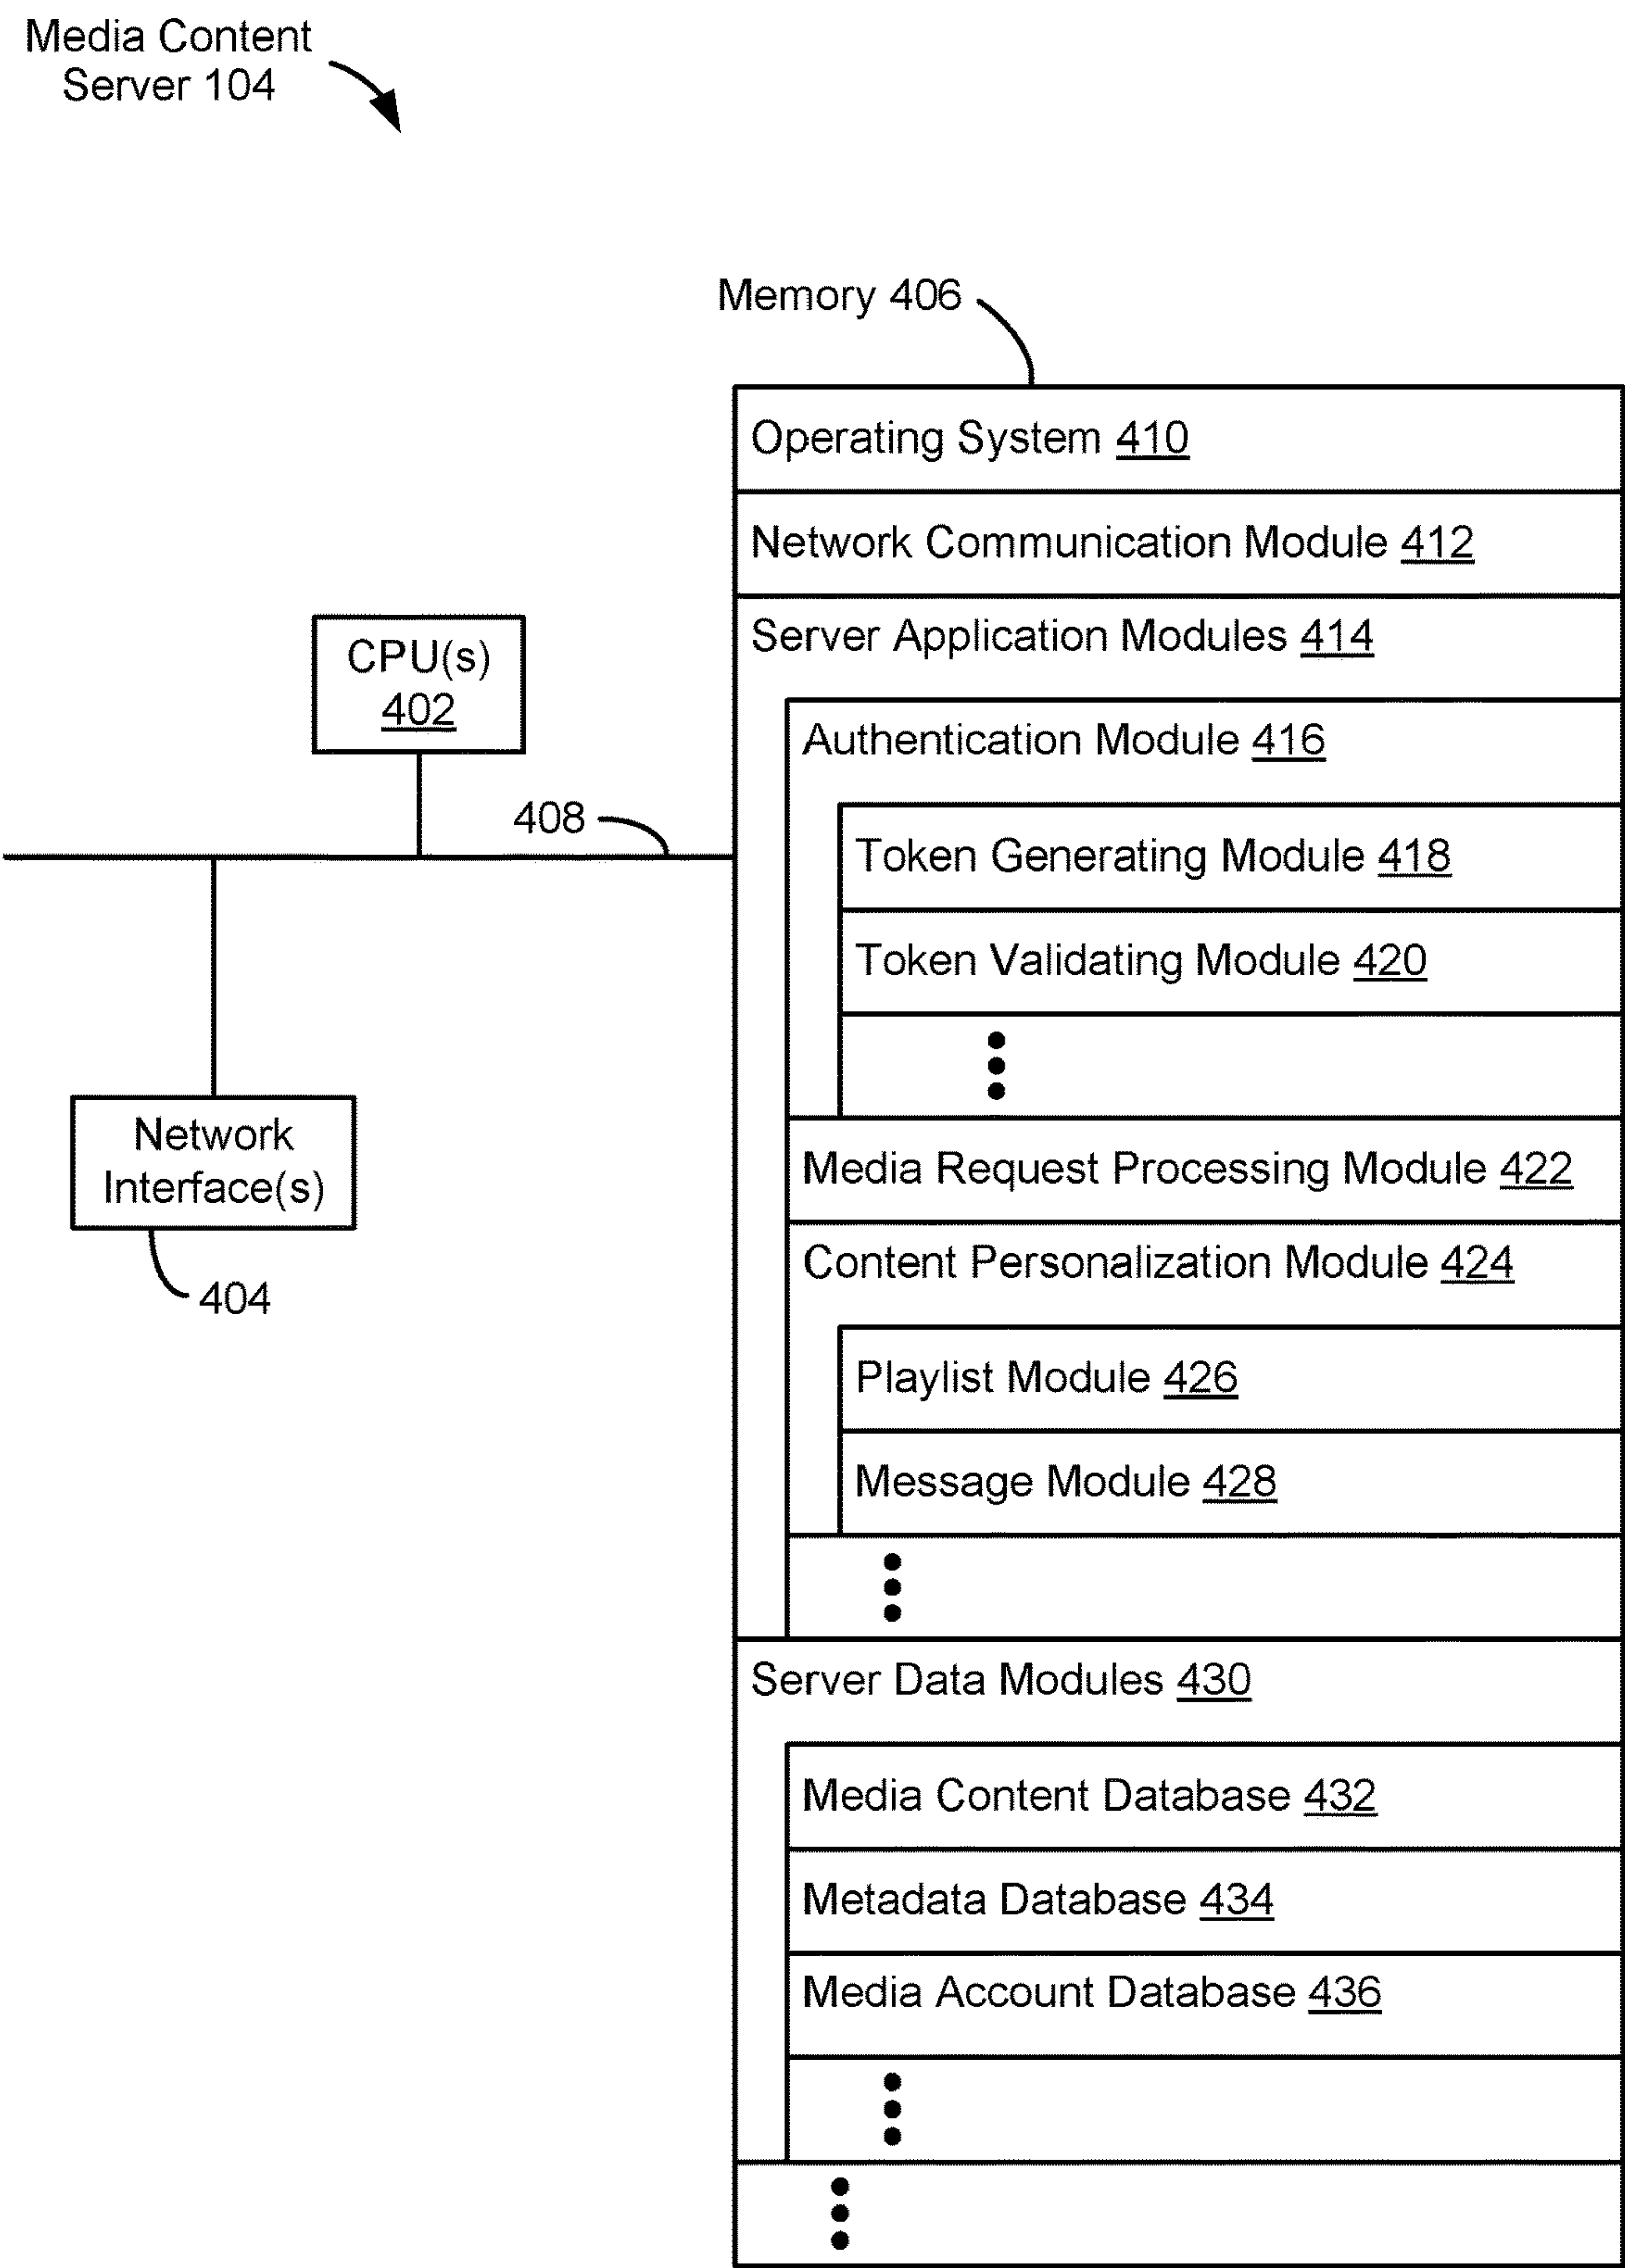 Media Content
Server 104
Memory 406
Operating System 410
Network Communication Module 412
Server Application Modules 414
CPU(s)
402
Authentication Module 416
408
Token Generating Module 418
Token Validating Module 420
Network
Interface(s)
Media Request Processing Module 422
Content Personalization Module 424
404
Playlist Module 426
Message Module 428
Server Data Modules 430
Media Content Database 432
Metadata Database 434
Media Account Database 436